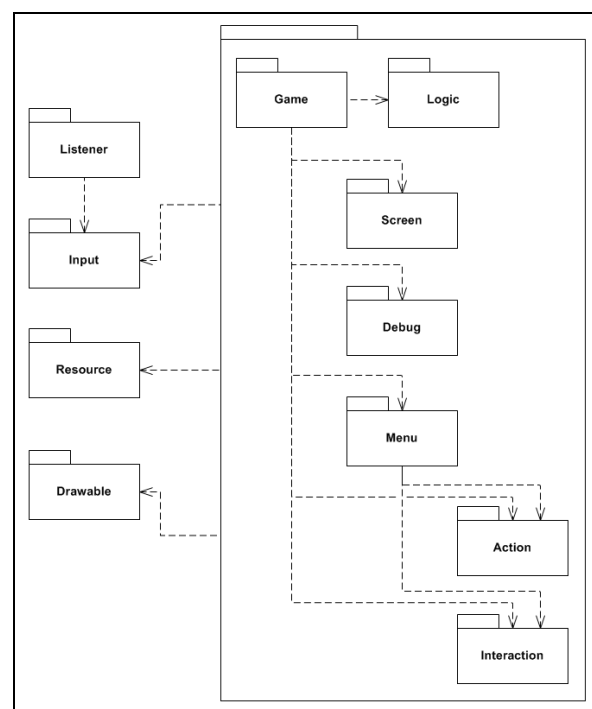 Game
Logic
Listener
Screen
Input
Debug
Resource
Menu
Drawable
Action
Interaction